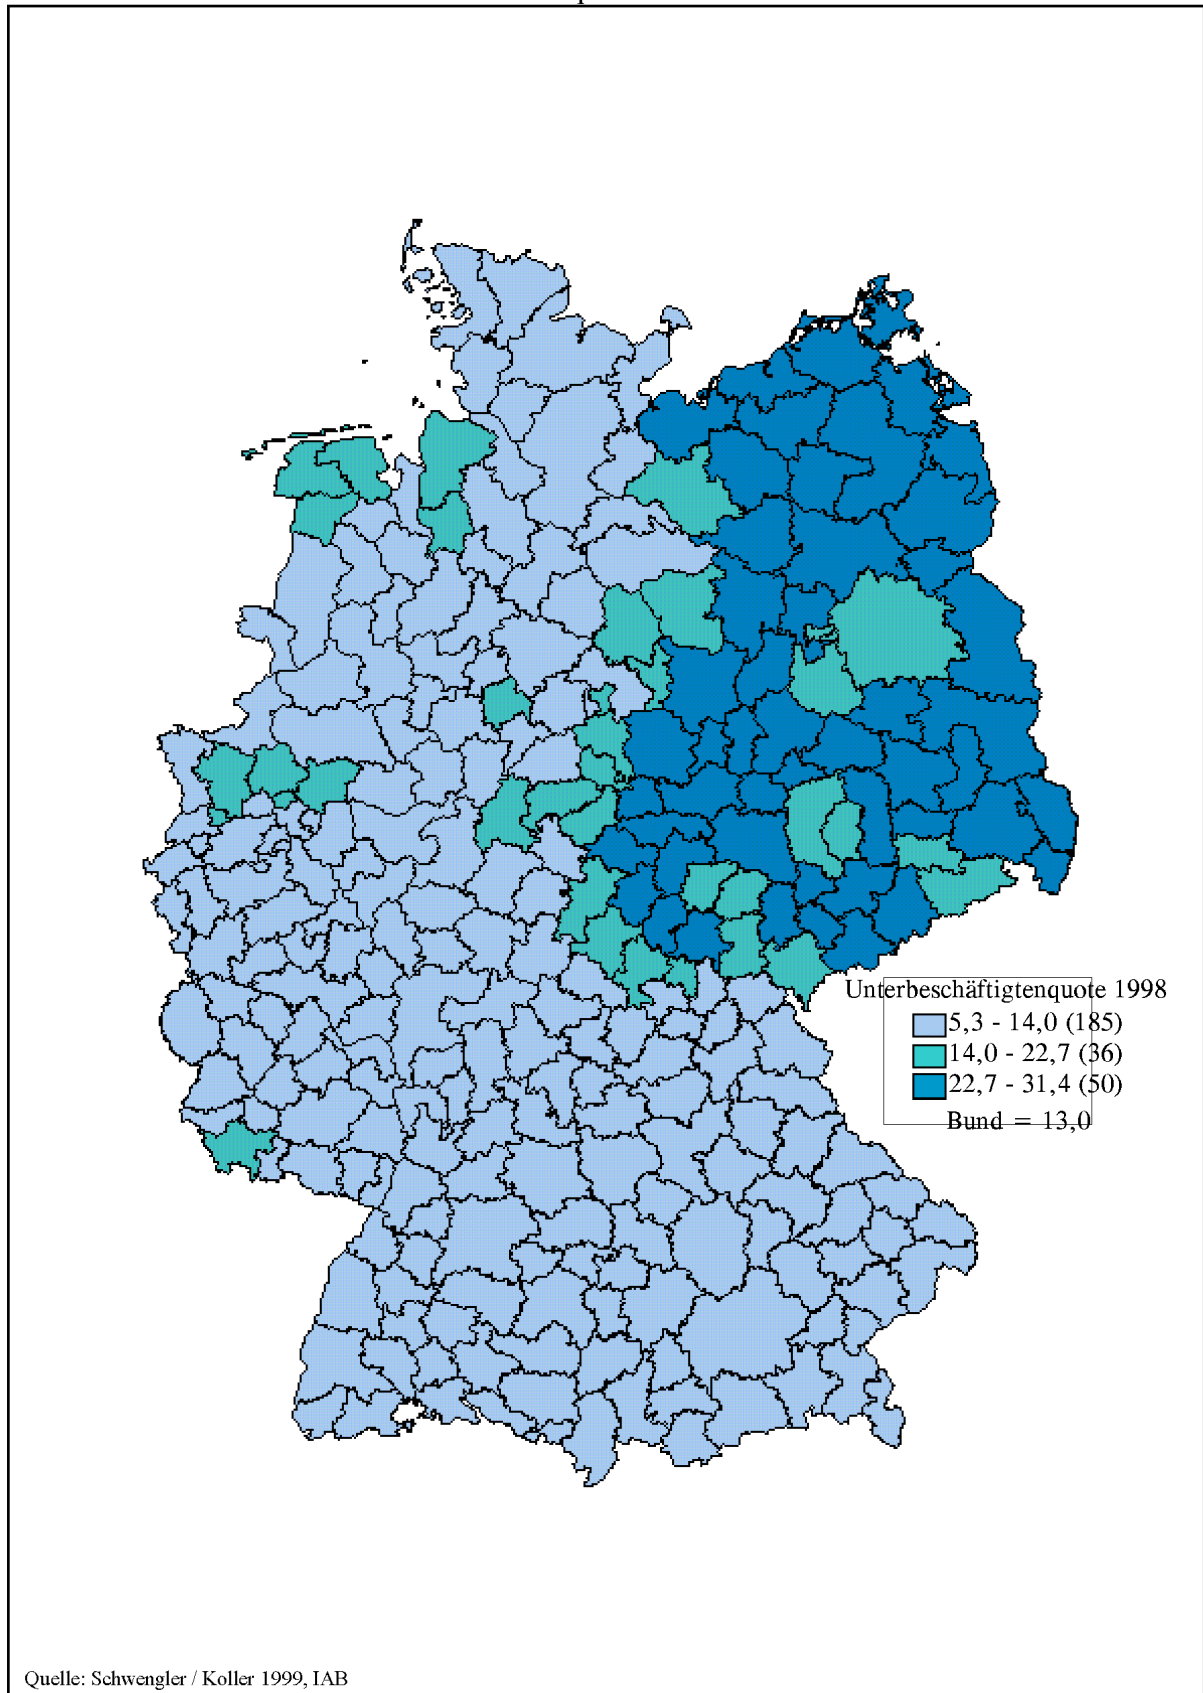 Unterbeschäftigtenquote 1998
5,3 - 14,0 (185)
14,0 - 22,7 (36)
22,7 - 31,4 (50)
Bund = 13,0
Quelle: Schwengler / Koller 1999, IAB